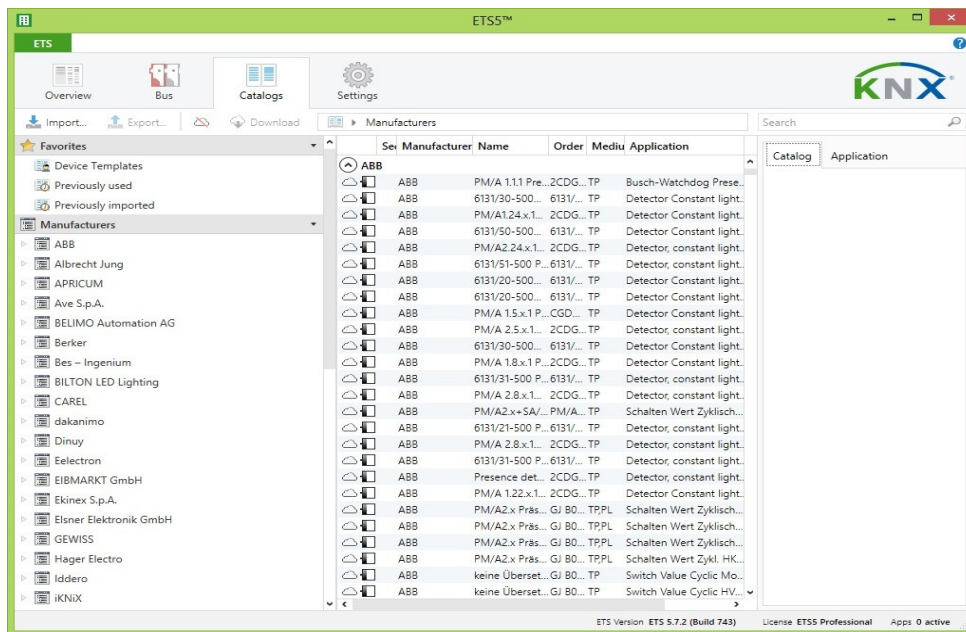 ETS5™
ETS
Overview Bus Catalogs Settings
KNX®
Import... Export... Download Manufacturers Search
Favorites
Device Templates
Previously used
Previously imported
Manufacturers
ABB
Albrecht Jung
APRICUM
Ave S.p.A.
BELIMO Automation AG
Berker
Bes – Ingenium
BILTON LED Lighting
CAREL
dakanimo
Dinuy
Eelectron
EIBMARKT GmbH
Ekinex S.p.A.
Elsner Elektronik GmbH
GEWISS
Hager Electro
Iddero
iKNiX
Sec Manufacturer Name Order Mediu Application
ABB
ABB PM/A 1.1.1 Pre... 2CDG... TP Busch-Watchdog Prese..
ABB 6131/30-500... 6131/... TP Detector Constant light..
ABB PM/A1.24.x.1... 2CDG... TP Detector Constant light..
ABB 6131/50-500... 6131/... TP Detector Constant light..
ABB PM/A2.24.x.1... 2CDG... TP Detector, constant light..
ABB 6131/51-500 P... 6131/... TP Detector, constant light..
ABB 6131/20-500... 6131/... TP Detector Constant light..
ABB 6131/20-500... 6131/... TP Detector Constant light..
ABB PM/A 1.5.x.1 P... CGD... TP Detector, constant light..
ABB PM/A 2.5.x.1... 2CDG... TP Detector, constant light..
ABB 6131/30-500... 6131/... TP Detector Constant light..
ABB PM/A 1.8.x.1 P... 2CDG... TP Detector, constant light..
ABB 6131/31-500 P... 6131/... TP Detector, constant light..
ABB PM/A 2.8.x.1... 2CDG... TP Detector, constant light..
ABB PM/A2.x+SA/... PM/A... TP Schalten Wert Zyklisch...
ABB 6131/21-500 P... 6131/... TP Detector, constant light..
ABB PM/A 2.8.x.1... 2CDG... TP Detector, constant light..
ABB 6131/31-500 P... 6131/... TP Detector, constant light..
ABB Presence det... 2CDG... TP Detector, constant light..
ABB PM/A 1.22.x.1... 2CDG... TP Detector Constant light..
ABB PM/A2.x Präs... GJ B0... TP,PL Schalten Wert Zyklisch...
ABB PM/A2.x Präs... GJ B0... TP,PL Schalten Wert Zyklisch...
ABB PM/A2.x Präs... GJ B0... TP,PL Schalten Wert Zyklisch...
ABB PM/A2.x Präs... GJ B0... TP,PL Schalten Wert Zykl. HK...
ABB keine Überset... GJ B0... TP Switch Value Cyclic Mo...
ABB keine Überset... GJ B0... TP Switch Value Cyclic HV...
Catalog Application
ETS Version ETS 5.7.2 (Build 743) License ETS5 Professional Apps 0 active